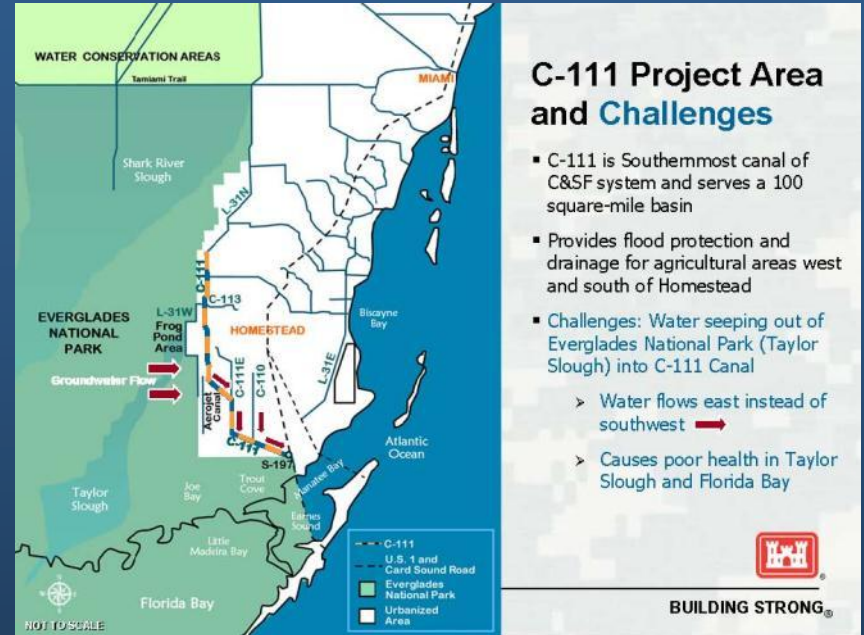 WATER CONSERVATION AREAS
Tamiami Trail
MIAMI
Shark River
Slough
L-31N
C-111
C-113
L-31W
EVERGLADES
NATIONAL
PARK
Frog
Pond
Area
HOMESTEAD
Biscayne
Bay
Groundwater Flow
Aerojet Canal
C-111E
C-110
L-31E
C-111
S-197
Atlantic
Ocean
Manatee Bay
Taylor
Slough
Joe
Bay
Trout
Cove
Earnes
Sound
Little
Madeira Bay
Florida Bay
NOT TO SCALE
C-111
U.S. 1 and
Card Sound Road
Everglades
National Park
Urbanized
Area
C-111 Project Area
and Challenges
▪ C-111 is Southernmost canal of
C&SF system and serves a 100
square-mile basin
▪ Provides flood protection and
drainage for agricultural areas west
and south of Homestead
▪ Challenges: Water seeping out of
Everglades National Park (Taylor
Slough) into C-111 Canal
➢ Water flows east instead of
southwest
➢ Causes poor health in Taylor
Slough and Florida Bay
BUILDING STRONG®